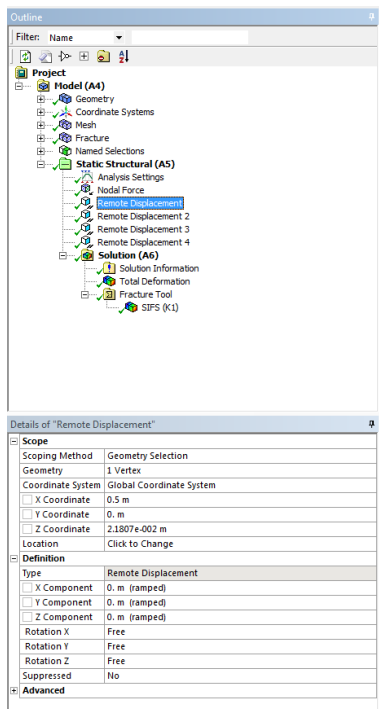 Outline
Filter: Name
Project
Model (A4)
Geometry
Coordinate Systems
Mesh
Fracture
Named Selections
Static Structural (A5)
Analysis Settings
Nodal Force
Remote Displacement
Remote Displacement 2
Remote Displacement 3
Remote Displacement 4
Solution (A6)
Solution Information
Total Deformation
Fracture Tool
SIFS (K1)
Details of "Remote Displacement"
Scope
Scoping Method Geometry Selection
Geometry 1 Vertex
Coordinate System Global Coordinate System
X Coordinate 0.5 m
Y Coordinate 0. m
Z Coordinate 2.1807e-002 m
Location Click to Change
Definition
Type Remote Displacement
X Component 0. m (ramped)
Y Component 0. m (ramped)
Z Component 0. m (ramped)
Rotation X Free
Rotation Y Free
Rotation Z Free
Suppressed No
Advanced